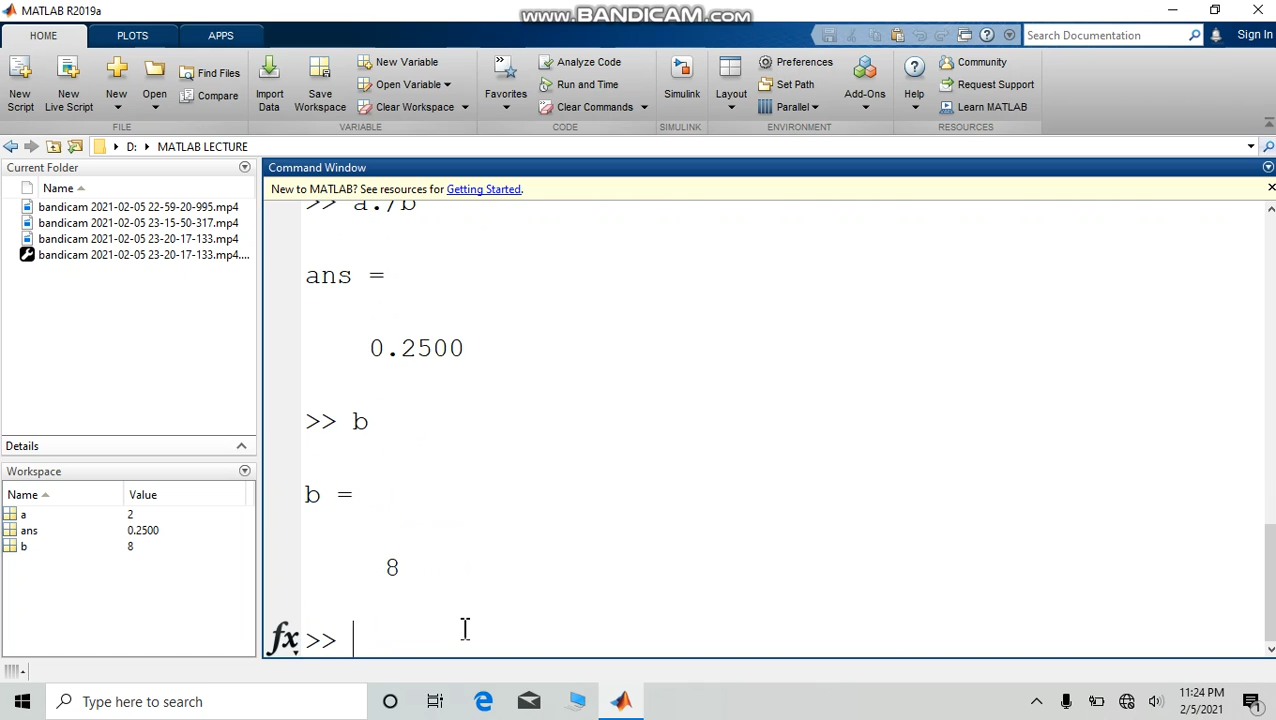 MATLAB R2019a
www.BANDICAM.com
HOME PLOTS APPS
Search Documentation
Sign In
New Script
New Live Script
New
Open
Find Files
Compare
FILE
Import Data
Save Workspace
New Variable
Open Variable
Clear Workspace
VARIABLE
Favorites
Analyze Code
Run and Time
Clear Commands
CODE
Simulink
SIMULINK
Layout
Preferences
Set Path
Parallel
Add-Ons
ENVIRONMENT
Help
Community
Request Support
Learn MATLAB
RESOURCES
D: MATLAB LECTURE
Current Folder
Name
bandicam 2021-02-05 22-59-20-995.mp4
bandicam 2021-02-05 23-15-50-317.mp4
bandicam 2021-02-05 23-20-17-133.mp4
bandicam 2021-02-05 23-20-17-133.mp4....
Details
Workspace
Name Value
a 2
ans 0.2500
b 8
Command Window
New to MATLAB? See resources for Getting Started.
>> a./b
ans =
0.2500
>> b
b =
8
fx >>
Type here to search
11:24 PM
2/5/2021
1